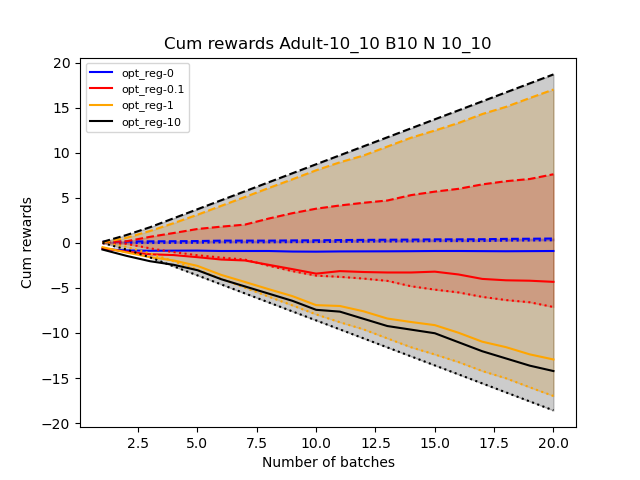 Cum rewards Adult-10_10 B10 N 10_10
opt_reg-0
opt_reg-0.1
opt_reg-1
opt_reg-10
20
15
10
5
0
−5
−10
−15
−20
Cum rewards
2.5 5.0 7.5 10.0 12.5 15.0 17.5 20.0
Number of batches